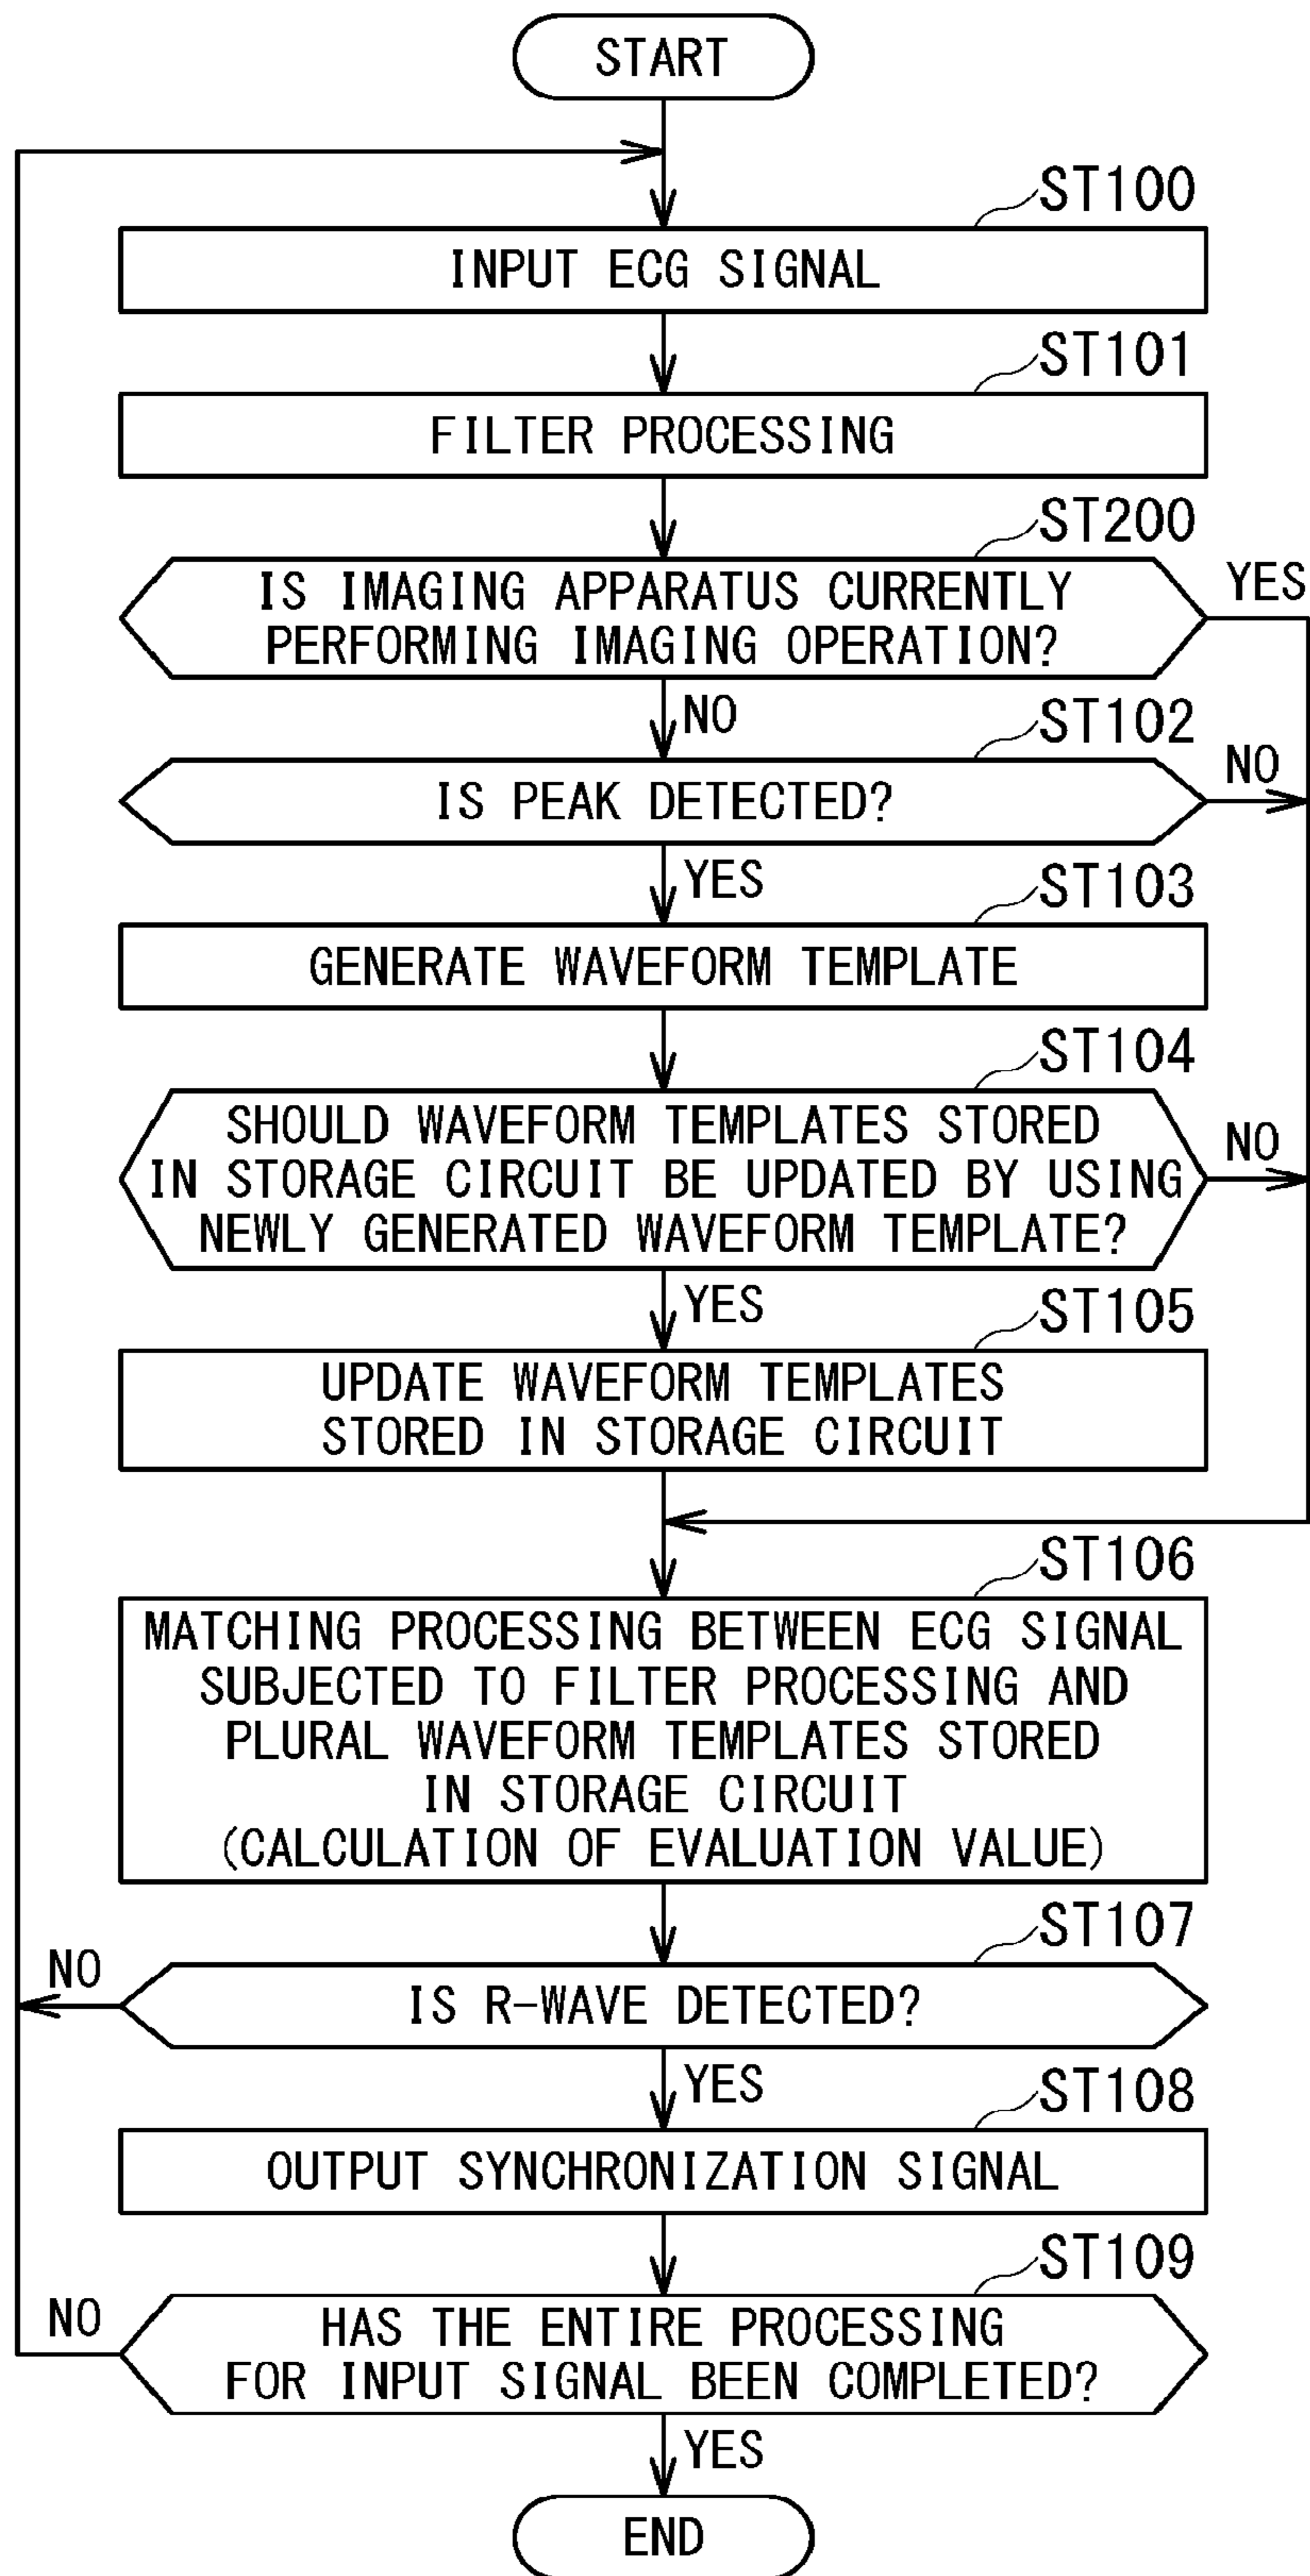 START
ST100
INPUT ECG SIGNAL
ST101
FILTER PROCESSING
ST200
IS IMAGING APPARATUS CURRENTLY
PERFORMING IMAGING OPERATION?
YES
NO
ST102
IS PEAK DETECTED?
NO
YES
ST103
GENERATE WAVEFORM TEMPLATE
ST104
SHOULD WAVEFORM TEMPLATES STORED
IN STORAGE CIRCUIT BE UPDATED BY USING
NEWLY GENERATED WAVEFORM TEMPLATE?
NO
YES
ST105
UPDATE WAVEFORM TEMPLATES
STORED IN STORAGE CIRCUIT
ST106
MATCHING PROCESSING BETWEEN ECG SIGNAL
SUBJECTED TO FILTER PROCESSING AND
PLURAL WAVEFORM TEMPLATES STORED
IN STORAGE CIRCUIT
(CALCULATION OF EVALUATION VALUE)
ST107
NO
IS R-WAVE DETECTED?
YES
ST108
OUTPUT SYNCHRONIZATION SIGNAL
ST109
NO
HAS THE ENTIRE PROCESSING
FOR INPUT SIGNAL BEEN COMPLETED?
YES
END